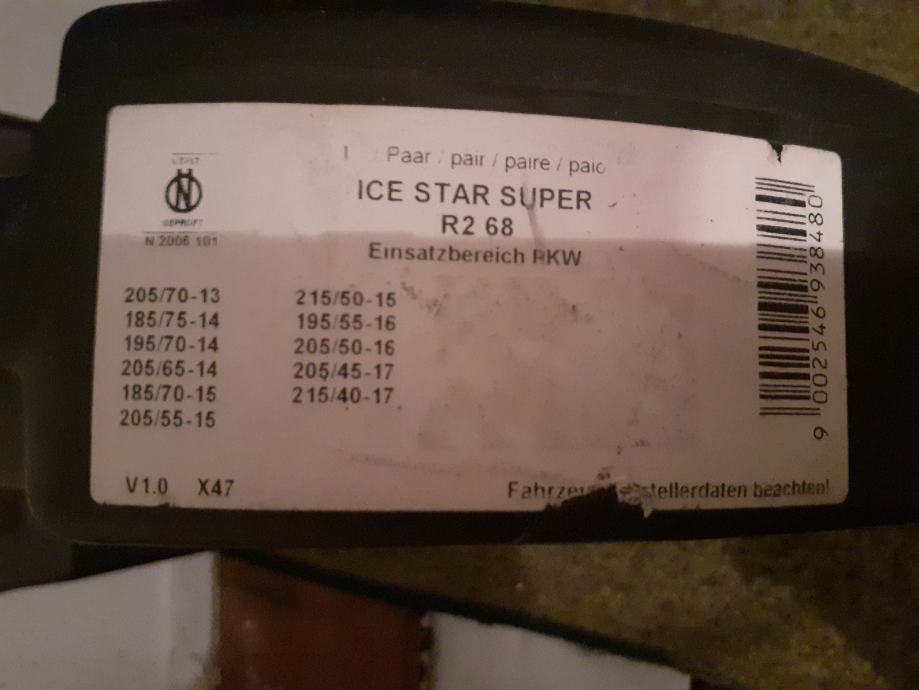 1 Paar / pair / paire / paio
ICE STAR SUPER
R2 68
Einsatzbereich PKW
GEPRÜFT
N 2006 101
205/70-13
185/75-14
195/70-14
205/65-14
185/70-15
205/55-15
215/50-15
195/55-16
205/50-16
205/45-17
215/40-17
V1.0 X47
beachten!
9 002546 938480